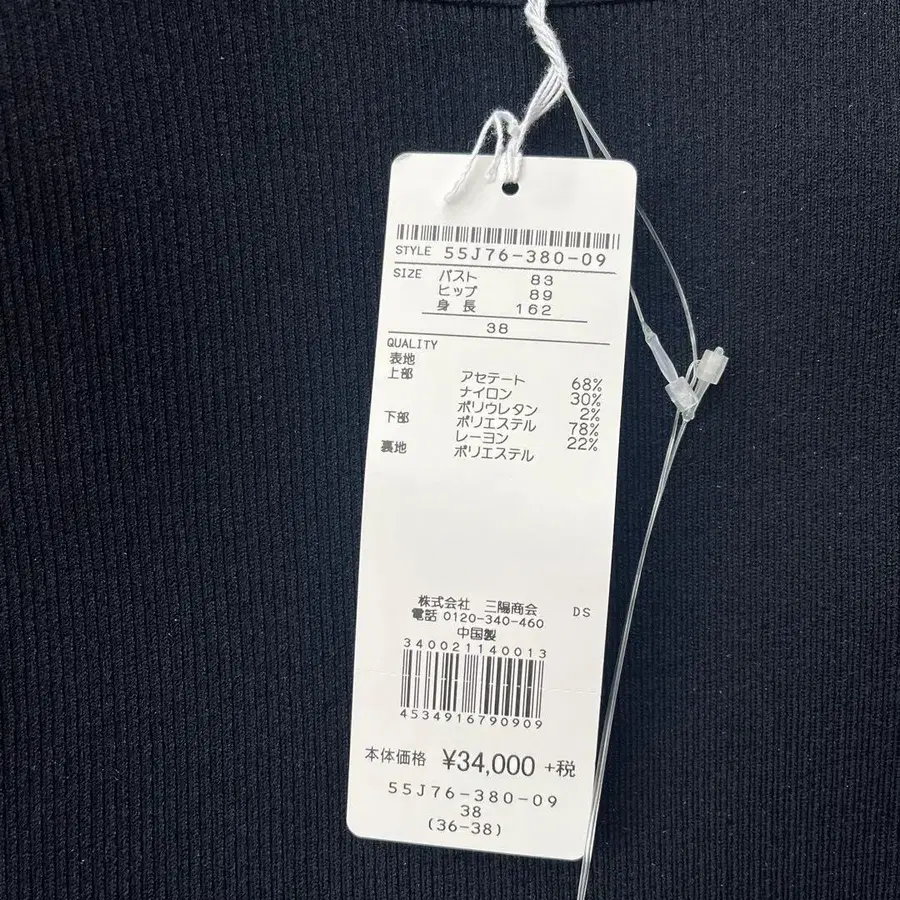 STYLE 55J76-380-09
SIZE バスト 83
ヒップ 89
身長 162
38
QUALITY
表地
上部 アセテート 68%
ナイロン 30%
ポリウレタン 2%
下部 ポリエステル 78%
レーヨン 22%
裏地 ポリエステル
株式会社 三陽商会 DS
電話 0120-340-460
中国製
340021140013
4534916790909
本体価格 ¥34,000 +税
55J76-380-09
38
(36-38)